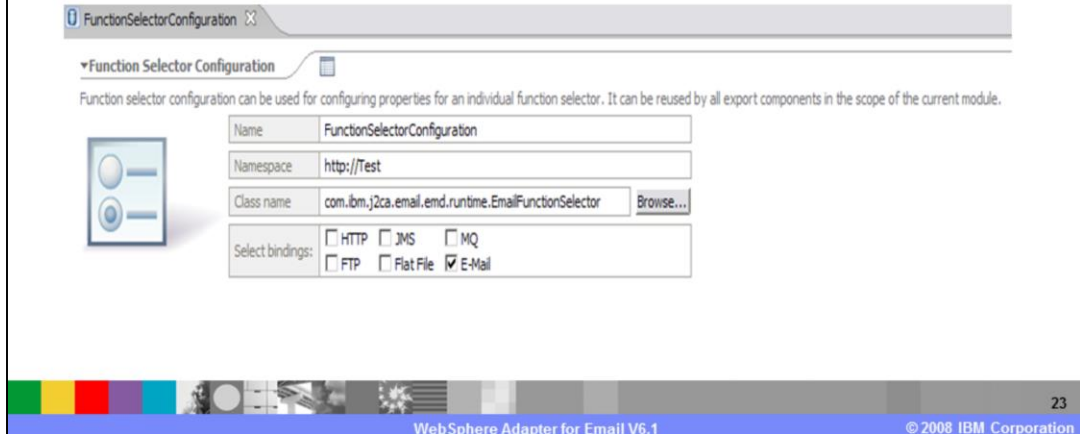 FunctionSelectorConfiguration
Function Selector Configuration
Function selector configuration can be used for configuring properties for an individual function selector. It can be reused by all export components in the scope of the current module.
Name FunctionSelectorConfiguration
Namespace http://Test
Class name com.ibm.j2ca.email.emd.runtime.EmailFunctionSelector Browse...
Select bindings: HTTP JMS MQ
FTP Flat File E-Mail
23
WebSphere Adapter for Email V6.1 © 2008 IBM Corporation